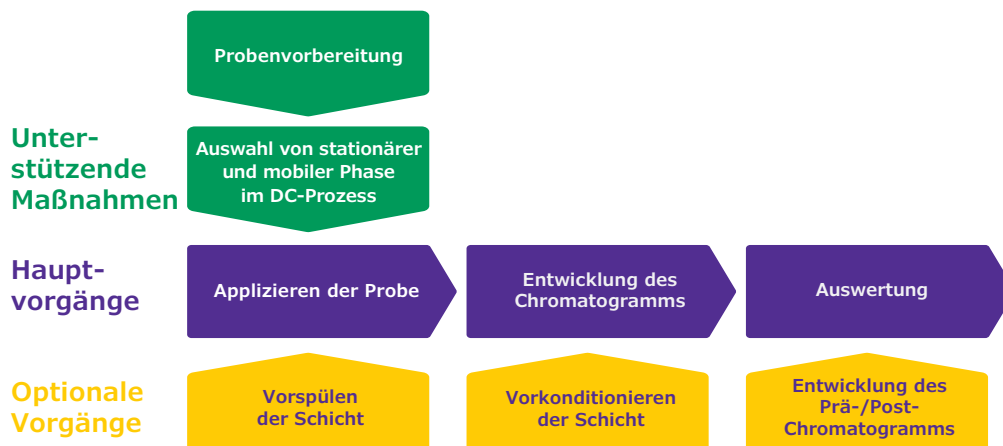 Probenvorbereitung
Unter-
stützende
Maßnahmen
Auswahl von stationärer
und mobiler Phase
im DC-Prozess
Haupt-
vorgänge
Applizieren der Probe
Entwicklung des
Chromatogramms
Auswertung
Optionale
Vorgänge
Vorspülen
der Schicht
Vorkonditionieren
der Schicht
Entwicklung des
Prä-/Post-
Chromatogramms